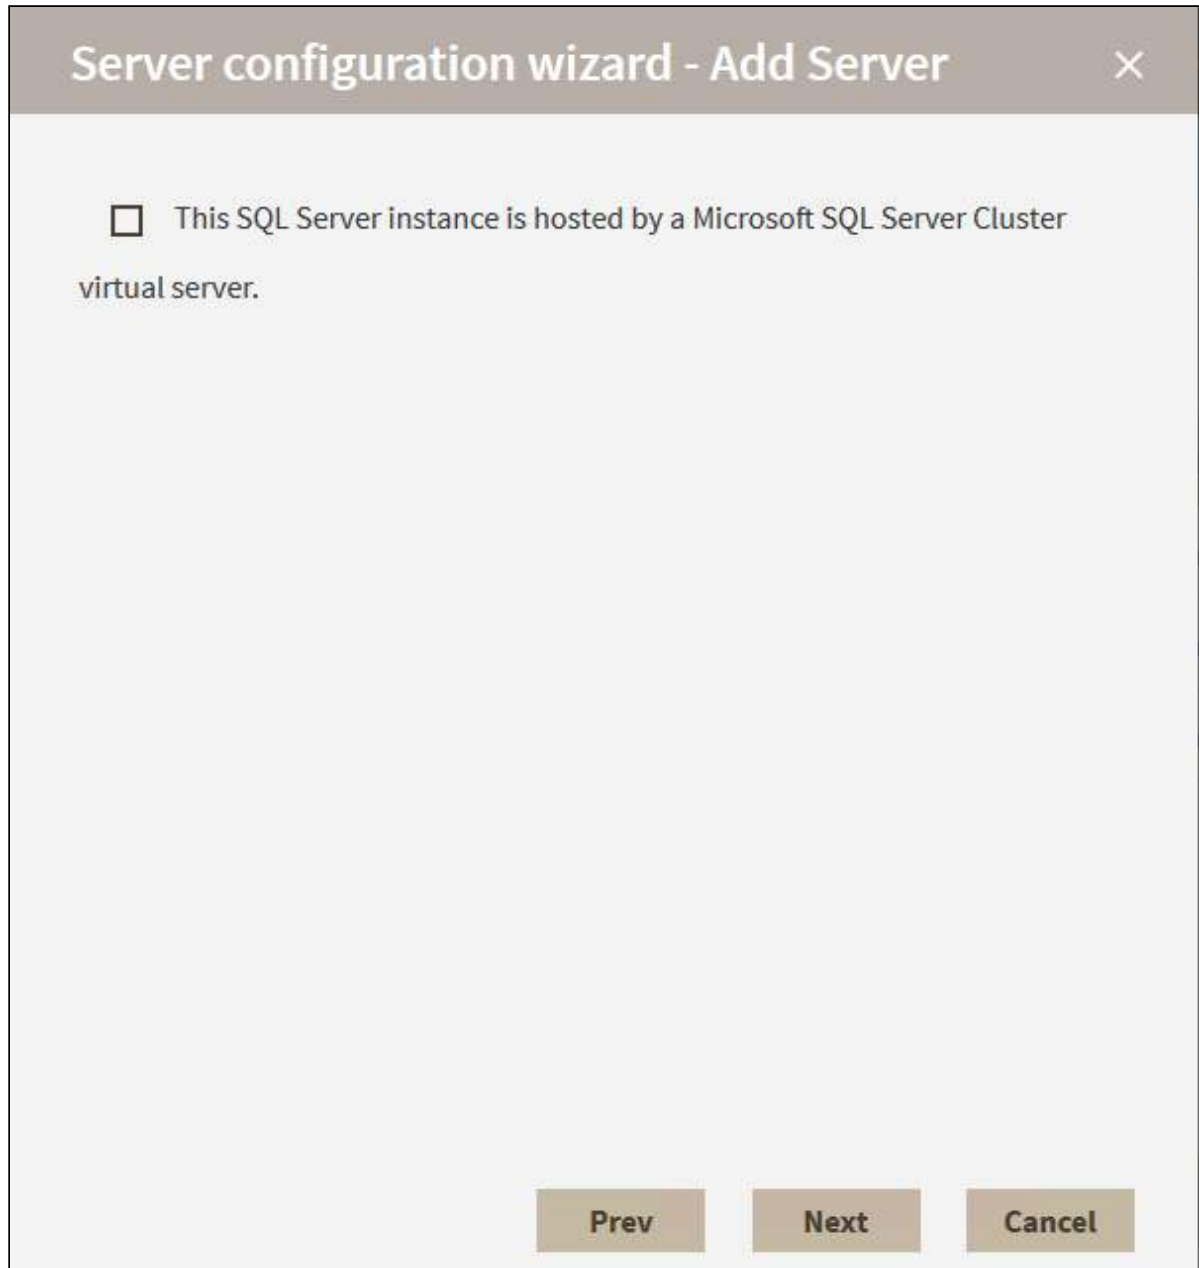 Server configuration wizard - Add Server
This SQL Server instance is hosted by a Microsoft SQL Server Cluster
virtual server.
Prev Next Cancel